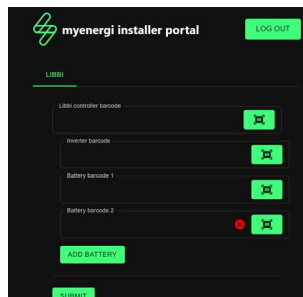 myenergi installer portal
LOG OUT
LIBBI
Libbi controller barcode
Inverter barcode
Battery barcode 1
Battery barcode 2
ADD BATTERY
SUBMIT